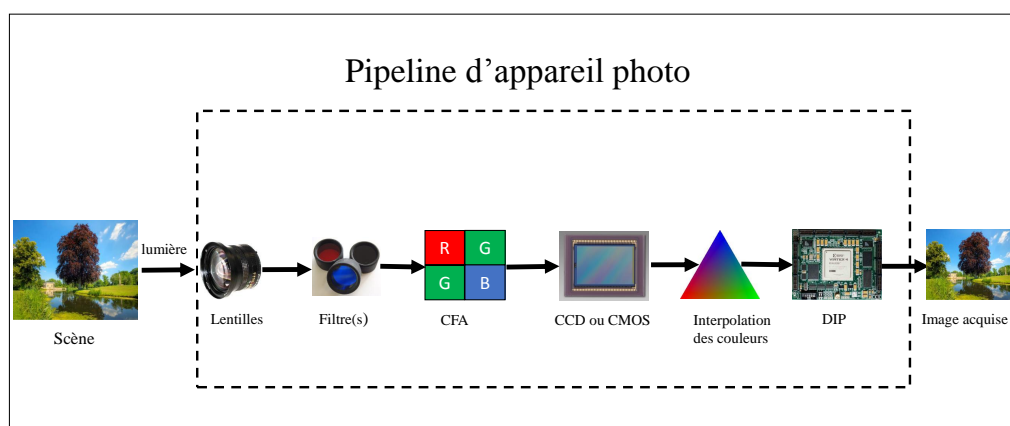 Pipeline d'appareil photo
lumière
R G
G B
Scène
Lentilles
Filtre(s)
CFA
CCD ou CMOS
Interpolation
des couleurs
DIP
Image acquise